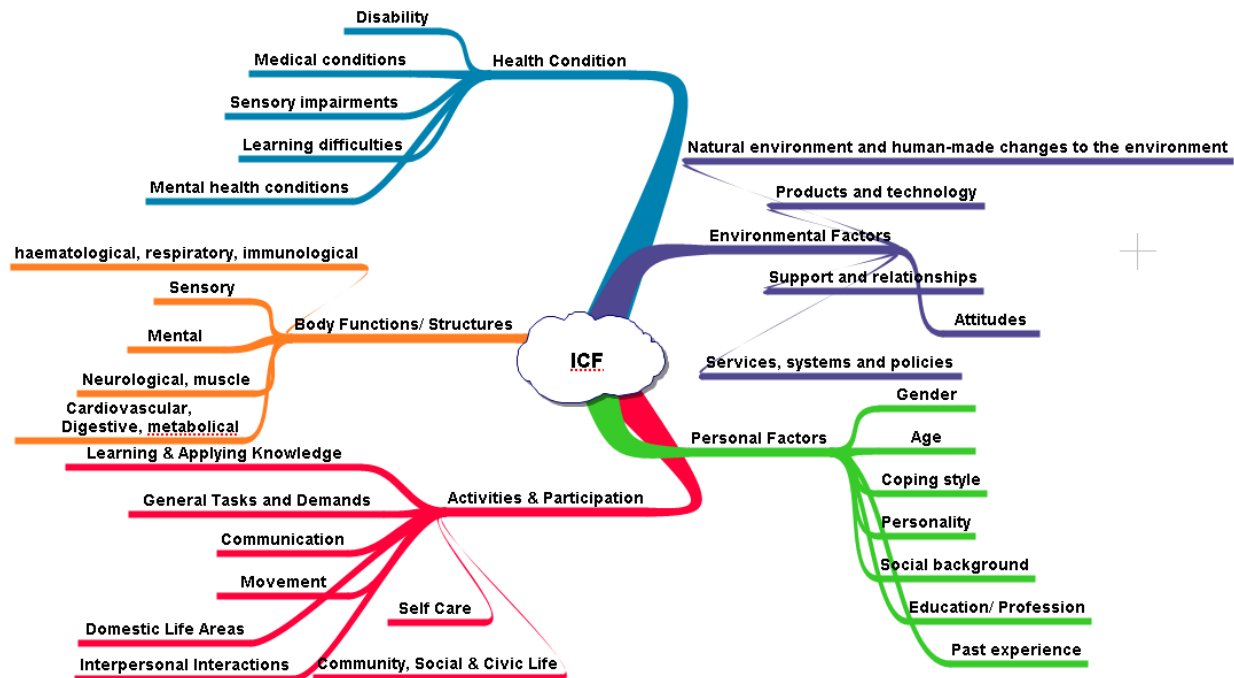 Disability
Health Condition
Medical conditions
Sensory impairments
Learning difficulties
Mental health conditions
Natural environment and human-made changes to the environment
Products and technology
Environmental Factors
Support and relationships
Attitudes
Services, systems and policies
haematological, respiratory, immunological
Sensory
Body Functions/ Structures
Mental
Neurological, muscle
Cardiovascular,
Digestive, metabolical
ICF
Gender
Personal Factors
Age
Coping style
Personality
Social background
Education/ Profession
Past experience
Learning & Applying Knowledge
General Tasks and Demands
Activities & Participation
Communication
Movement
Self Care
Domestic Life Areas
Interpersonal Interactions
Community, Social & Civic Life